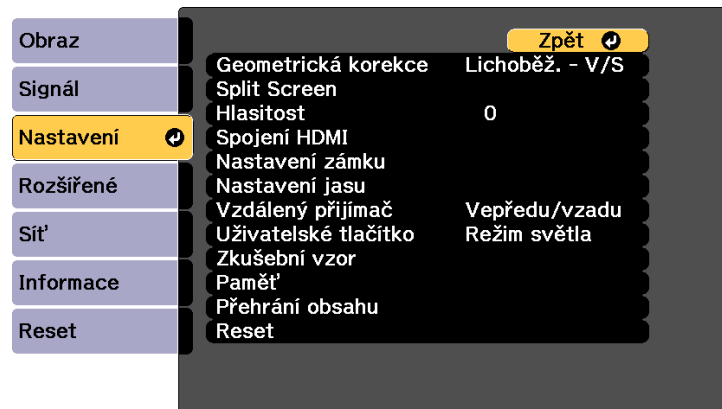 Obraz
Signál
Nastavení
Rozšířené
Síť
Informace
Reset
Zpět
Geometrická korekce Lichoběž. - V/S
Split Screen
Hlasitost 0
Spojení HDMI
Nastavení zámku
Nastavení jasu
Vzdálený přijímač Vepředu/vzadu
Uživatelské tlačítko Režim světla
Zkušební vzor
Paměť
Přehrání obsahu
Reset